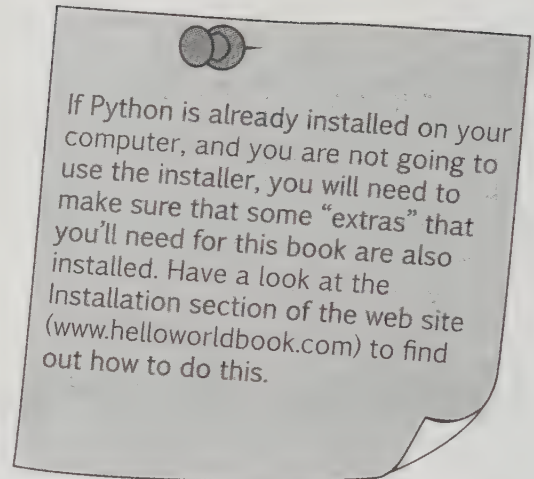 If Python is already installed on your
computer, and you are not going to
use the installer, you will need to
make sure that some “extras” that
you'll need for this book are also
installed. Have a look at the
Installation section of the web site
(www.helloworldbook.com) to find
out how to do this.